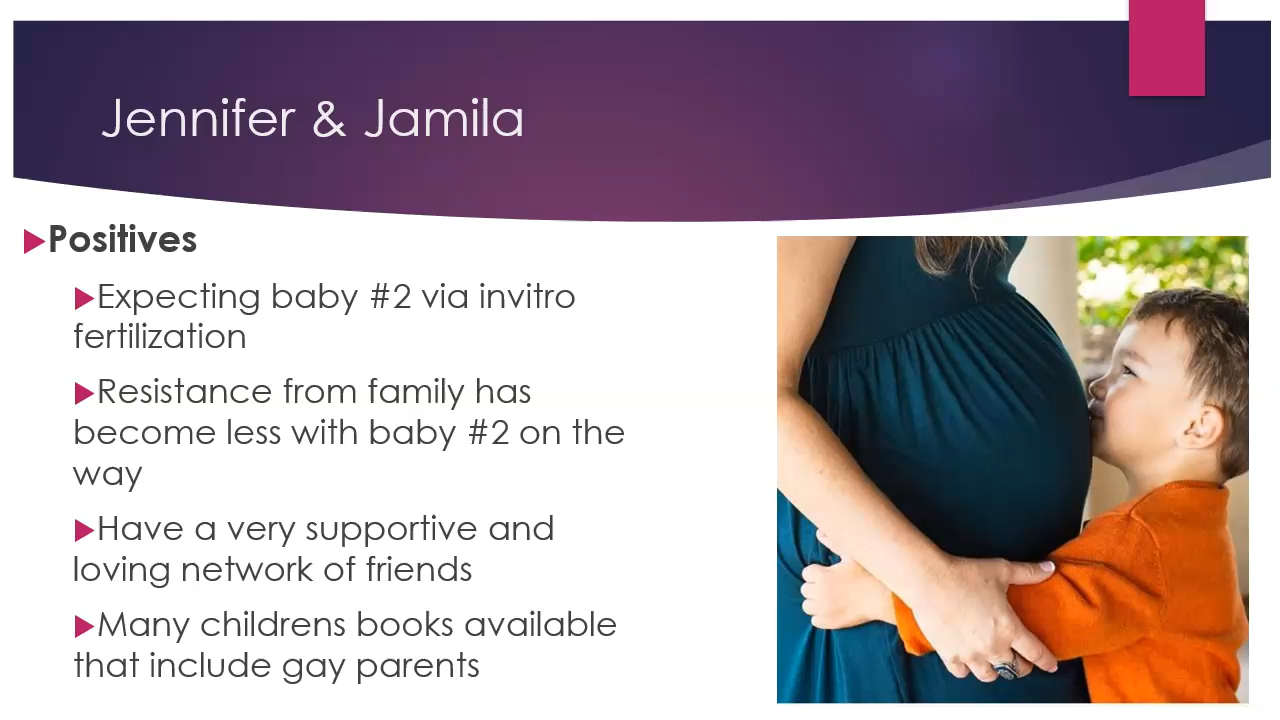 Jennifer & Jamila
Positives
Expecting baby #2 via invitro
fertilization
Resistance from family has
become less with baby #2 on the
way
Have a very supportive and
loving network of friends
Many childrens books available
that include gay parents